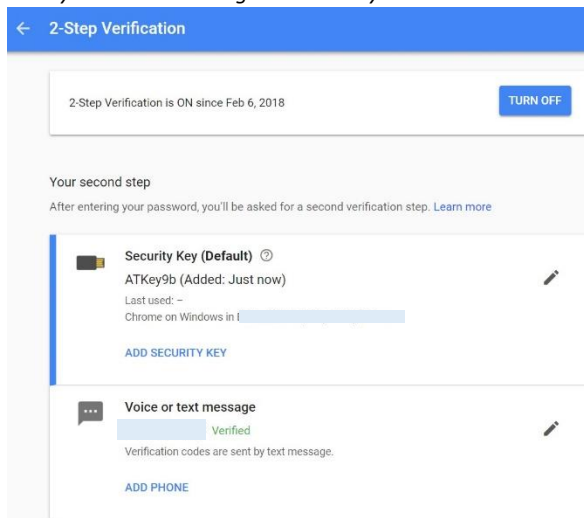 2-Step Verification
2-Step Verification is ON since Feb 6, 2018
TURN OFF
Your second step
After entering your password, you'll be asked for a second verification step. Learn more
Security Key (Default)
ATKey9b (Added: Just now)
Last used: –
Chrome on Windows in
ADD SECURITY KEY
Voice or text message
Verified
Verification codes are sent by text message.
ADD PHONE